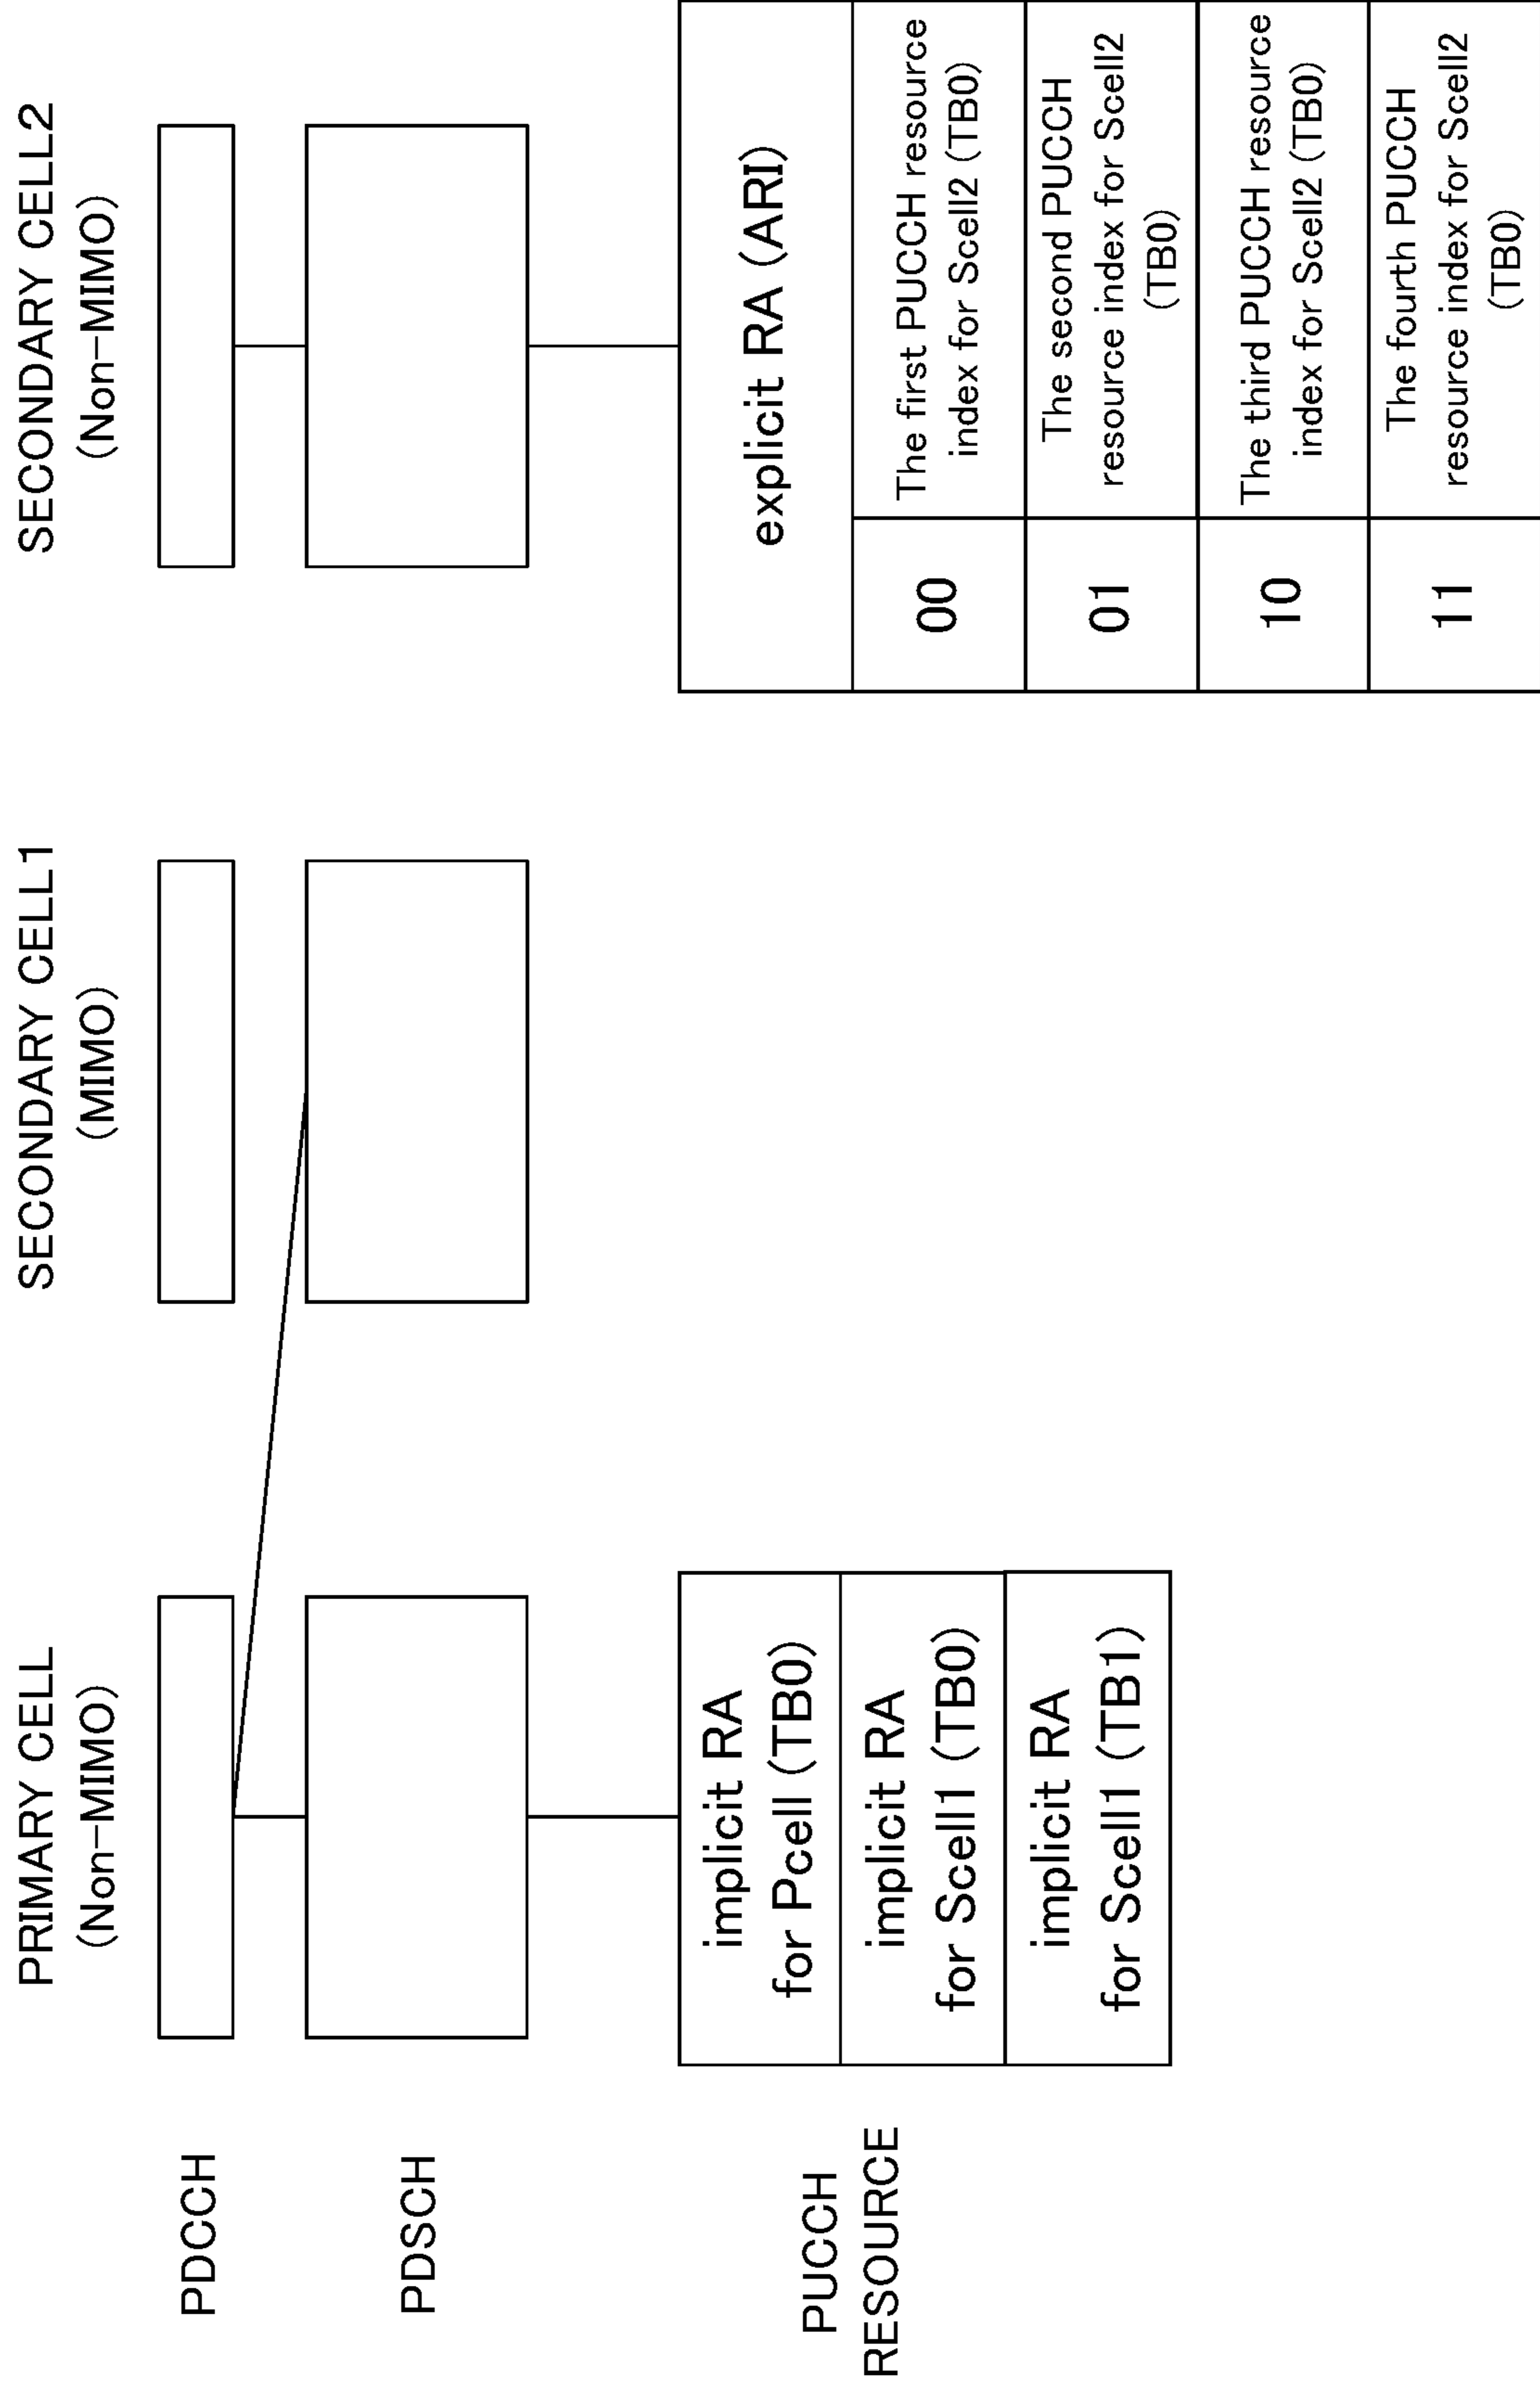 PRIMARY CELL
(Non-MIMO)
SECONDARY CELL1
(MIMO)
SECONDARY CELL2
(Non-MIMO)
PDCCH
PDSCH
PUCCH
RESOURCE
implicit RA
for Pcell (TB0)
implicit RA
for Scell1 (TB0)
implicit RA
for Scell1 (TB1)
explicit RA (ARI)
00
The first PUCCH resource
index for Scell2 (TB0)
01
The second PUCCH
resource index for Scell2
(TB0)
10
The third PUCCH resource
index for Scell2 (TB0)
11
The fourth PUCCH
resource index for Scell2
(TB0)